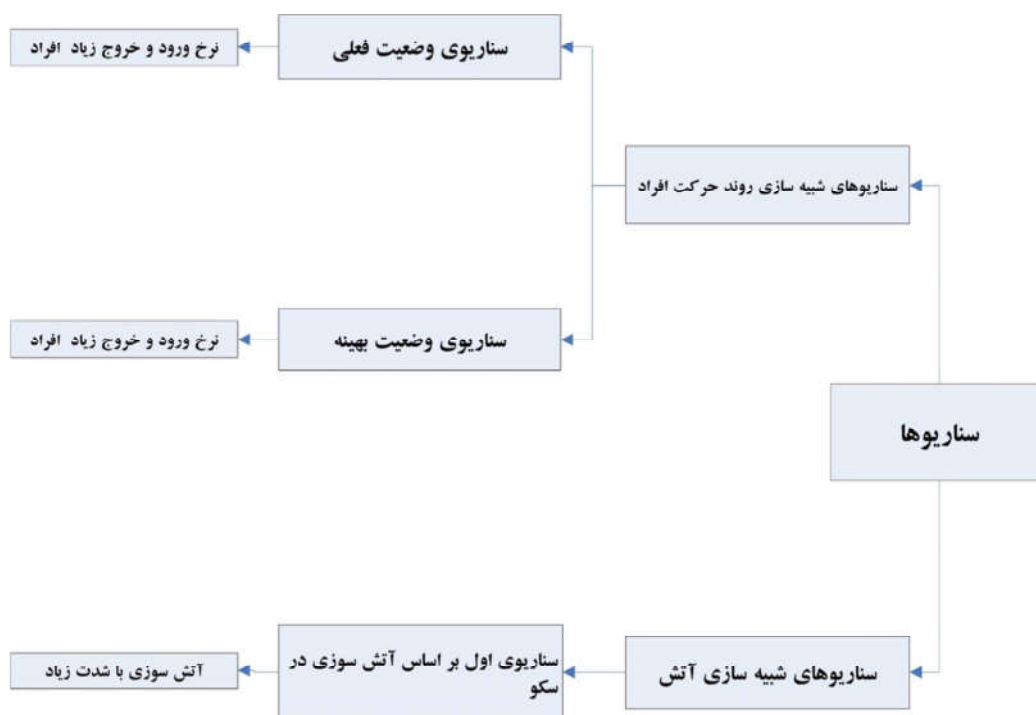 سناریوها
سناریوهای شبیه سازی روند حرکت افراد
سناریوی وضعیت فعلی
نرخ ورود و خروج زیاد افراد
سناریوی وضعیت بهینه
نرخ ورود و خروج زیاد افراد
سناریوهای شبیه سازی آتش
سناریوی اول بر اساس آتش سوزی در
سکو
آتش سوزی با شدت زیاد